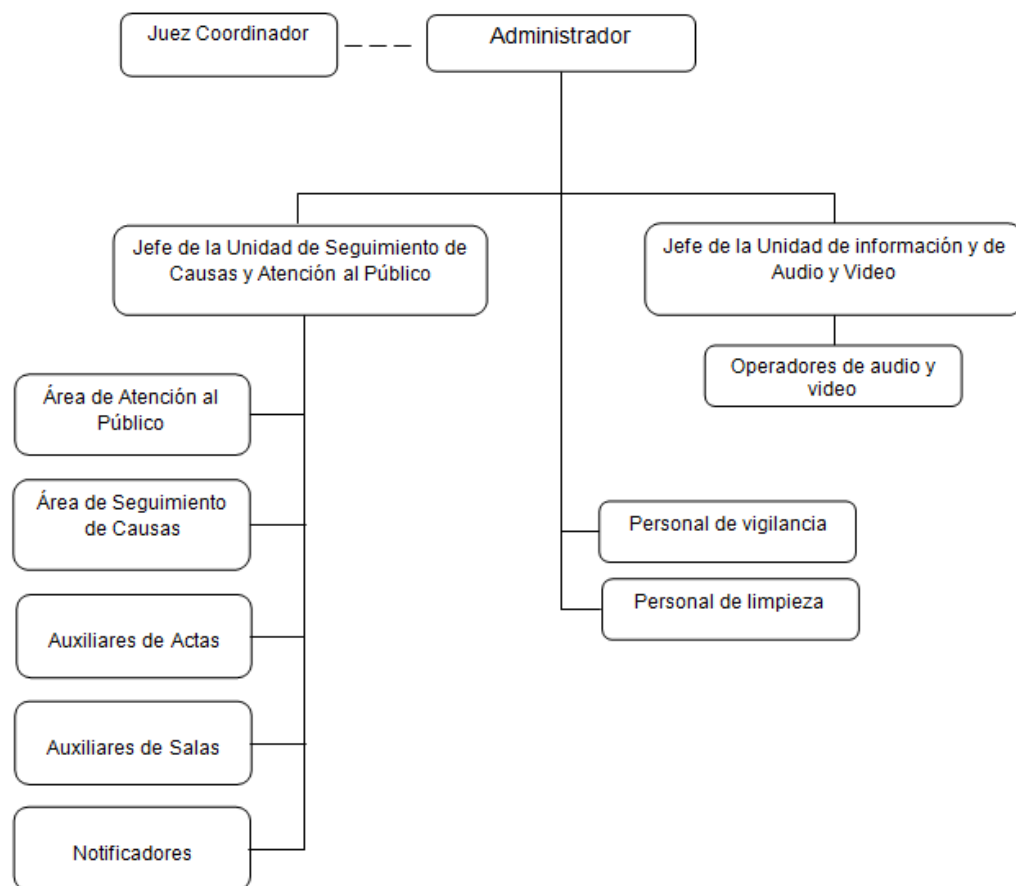 Juez Coordinador
Administrador
Jefe de la Unidad de Seguimiento de
Causas y Atención al Público
Jefe de la Unidad de información y de
Audio y Video
Operadores de audio y
video
Área de Atención al
Público
Área de Seguimiento
de Causas
Personal de vigilancia
Personal de limpieza
Auxiliares de Actas
Auxiliares de Salas
Notificadores